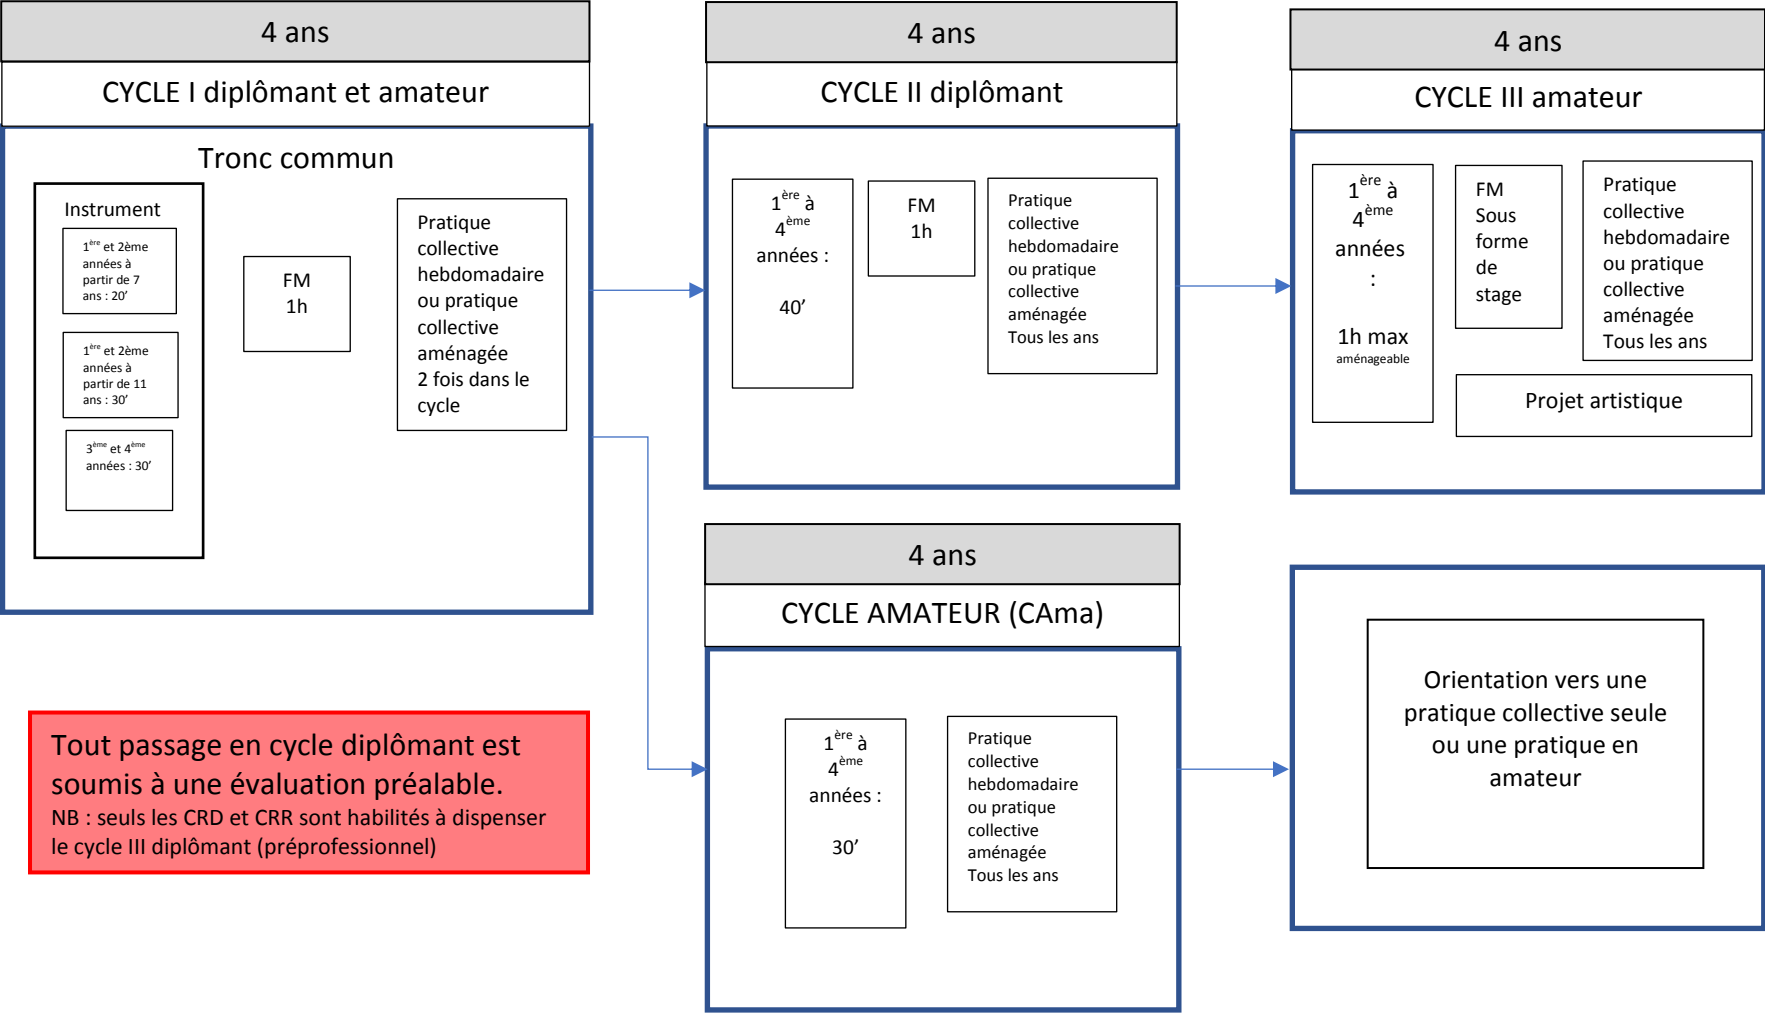 4 ans
CYCLE I diplômant et amateur
Tronc commun
Instrument
1ère et 2ème
années à
partir de 7
ans : 20’
1ère et 2ème
années à
partir de 11
ans : 30’
3ème et 4ème
années : 30’
FM
1h
Pratique
collective
hebdomadaire
ou pratique
collective
aménagée
2 fois dans le
cycle
4 ans
CYCLE II diplômant
1ère à
4ème
années :
40’
FM
1h
Pratique
collective
hebdomadaire
ou pratique
collective
aménagée
Tous les ans
4 ans
CYCLE III amateur
1ère à
4ème
années
:
1h max
aménageable
FM
Sous
forme
de
stage
Pratique
collective
hebdomadaire
ou pratique
collective
aménagée
Tous les ans
Projet artistique
4 ans
CYCLE AMATEUR (CAma)
1ère à
4ème
années :
30’
Pratique
collective
hebdomadaire
ou pratique
collective
aménagée
Tous les ans
Orientation vers une
pratique collective seule
ou une pratique en
amateur
Tout passage en cycle diplômant est
soumis à une évaluation préalable.
NB : seuls les CRD et CRR sont habilités à dispenser
le cycle III diplômant (préprofessionnel)